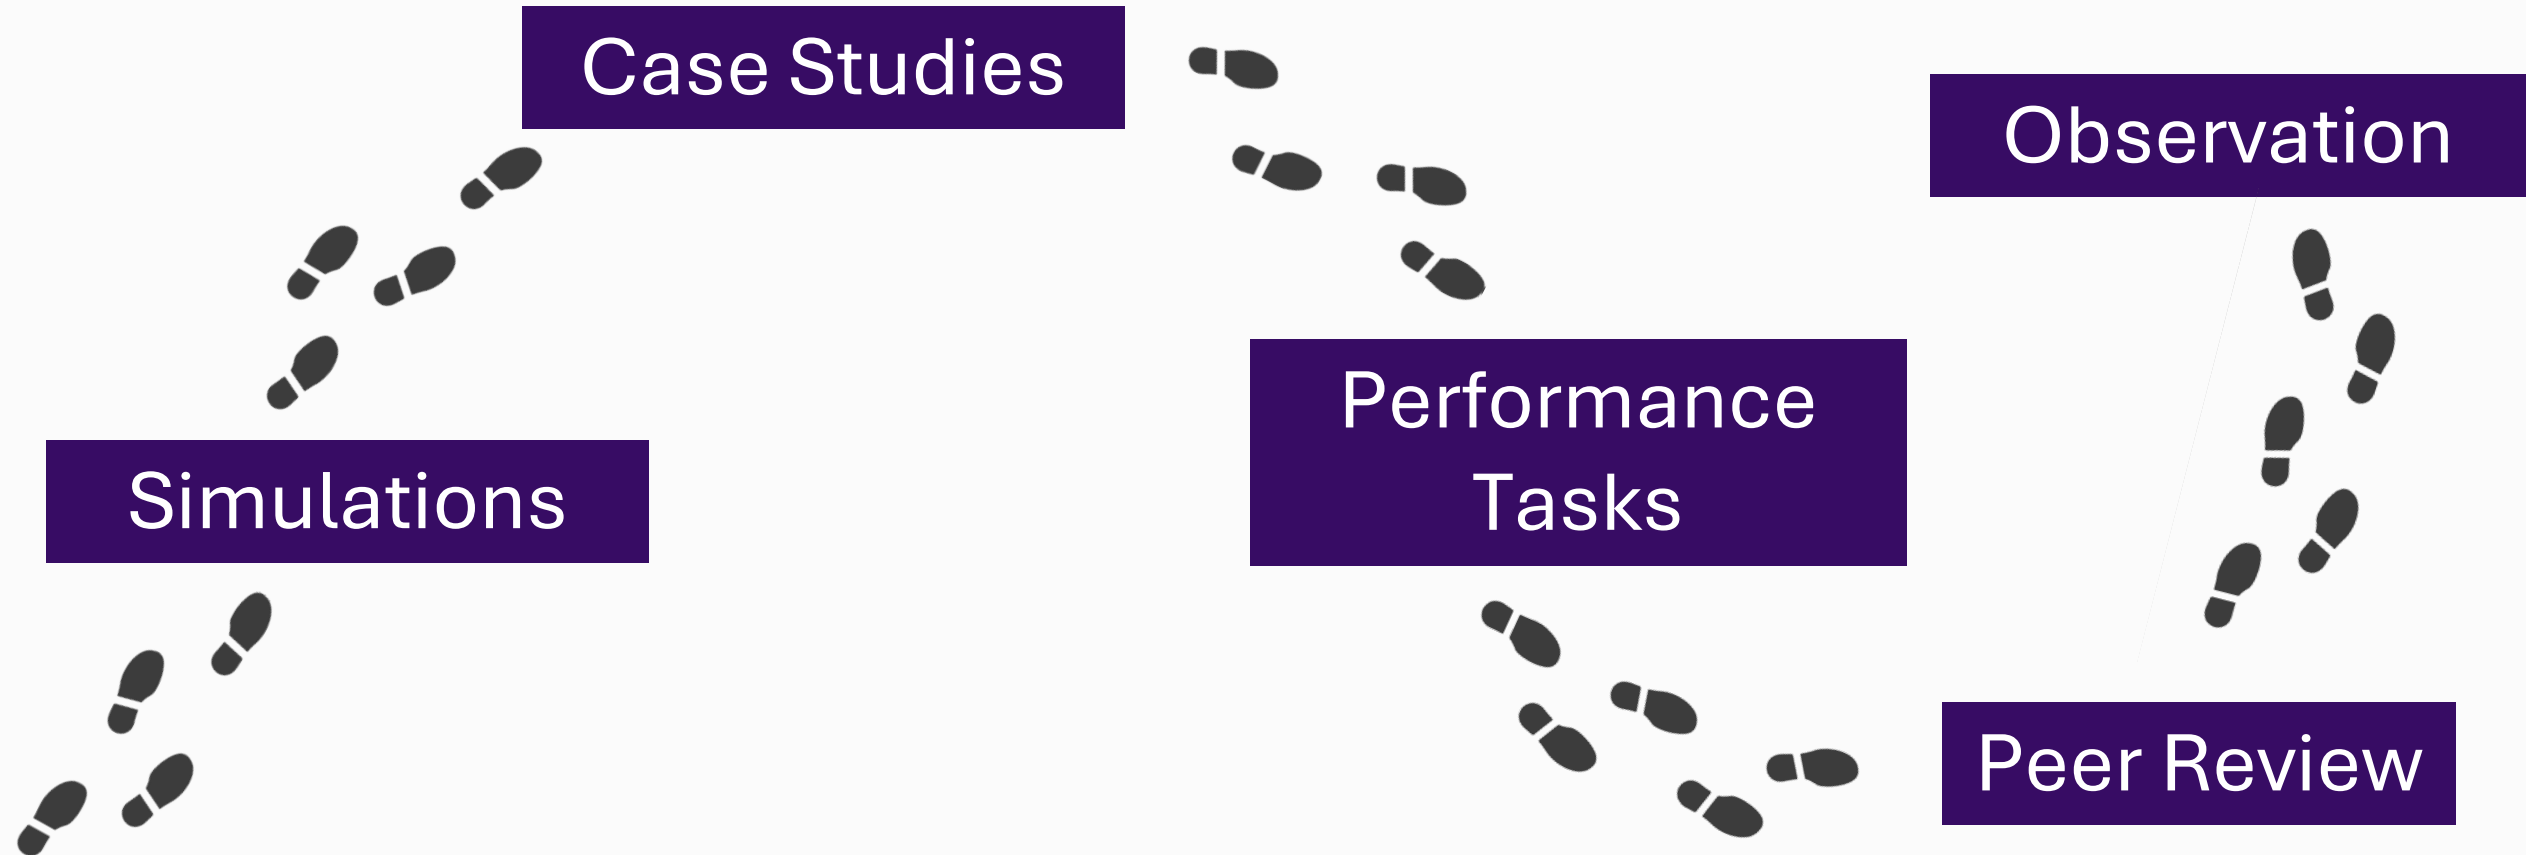 Case Studies
Observation
Performance
Tasks
Simulations
Peer Review